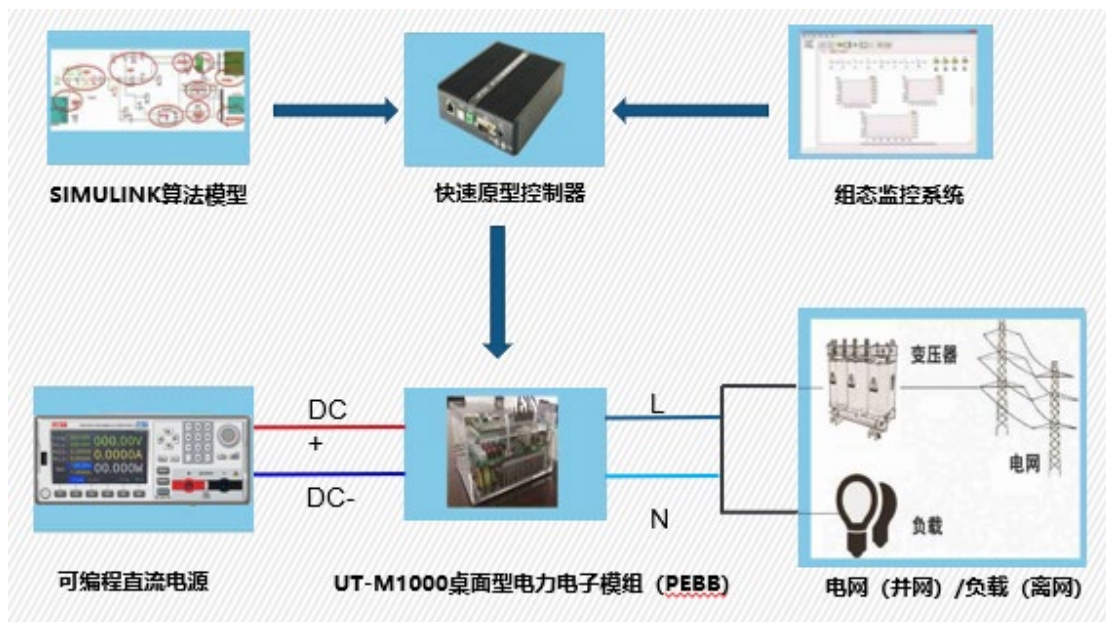 SIMULINK算法模型
快速原型控制器
组态监控系统
DC
+
DC-
L
N
变压器
电网
负载
000.00V
0.0000A
00.000W
可编程直流电源
UT-M1000桌面型电力电子模组（PEBB）
电网（并网）/负载（离网）